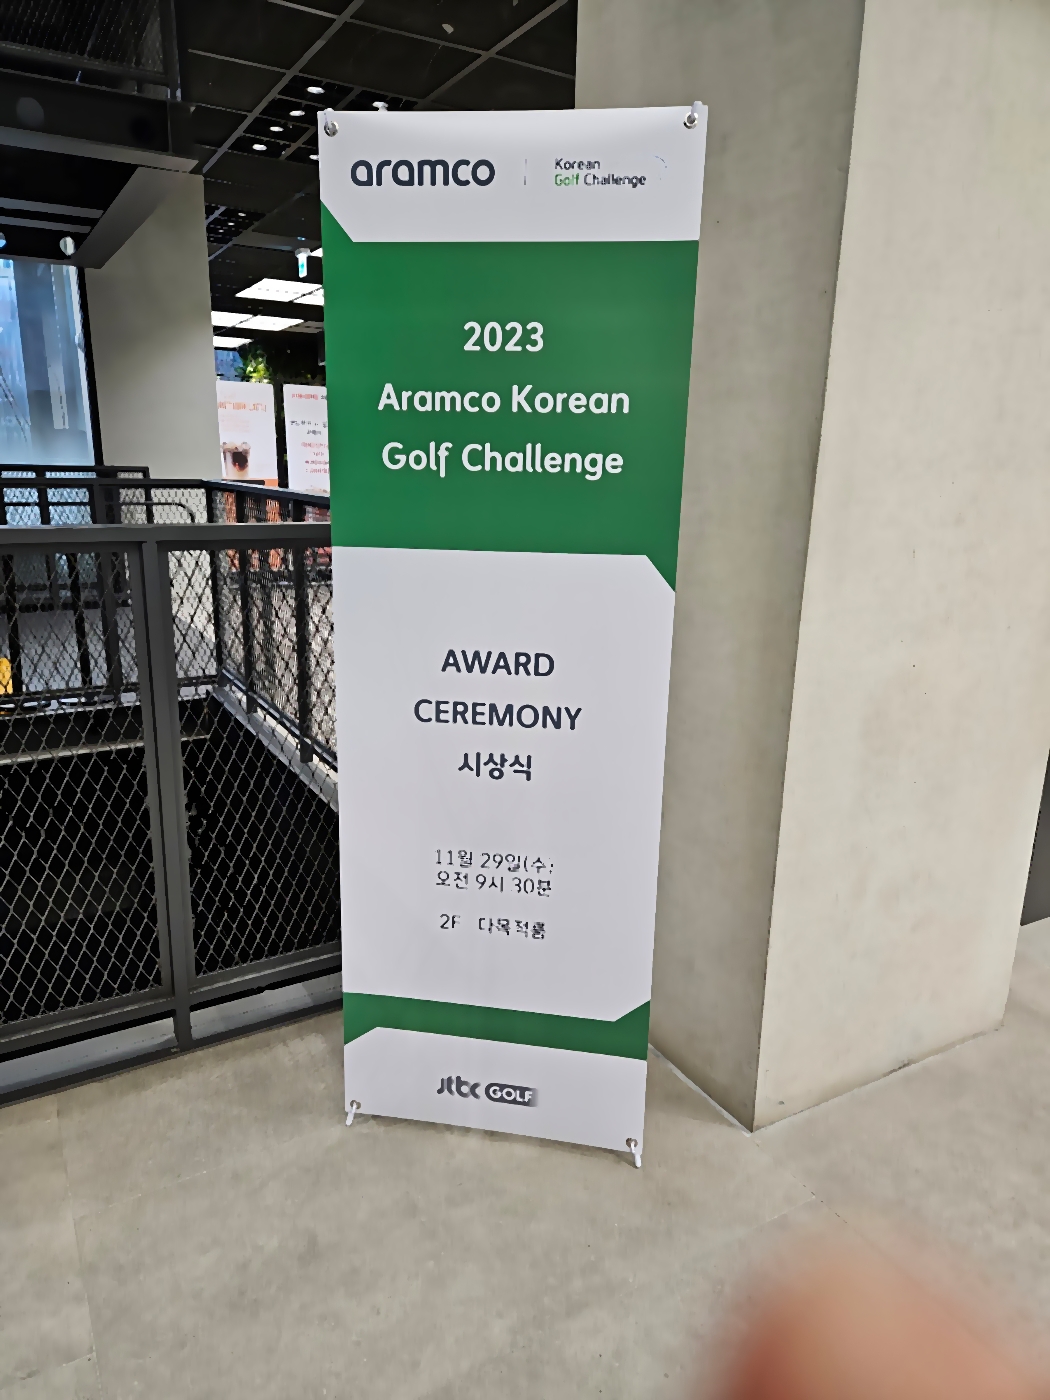 aramco
Korean
Golf Challenge
2023
Aramco Korean
Golf Challenge
AWARD
CEREMONY
시상식
11월 29일(수)
오전 9시 30분
2F 다목적홀
jtbc GOLF